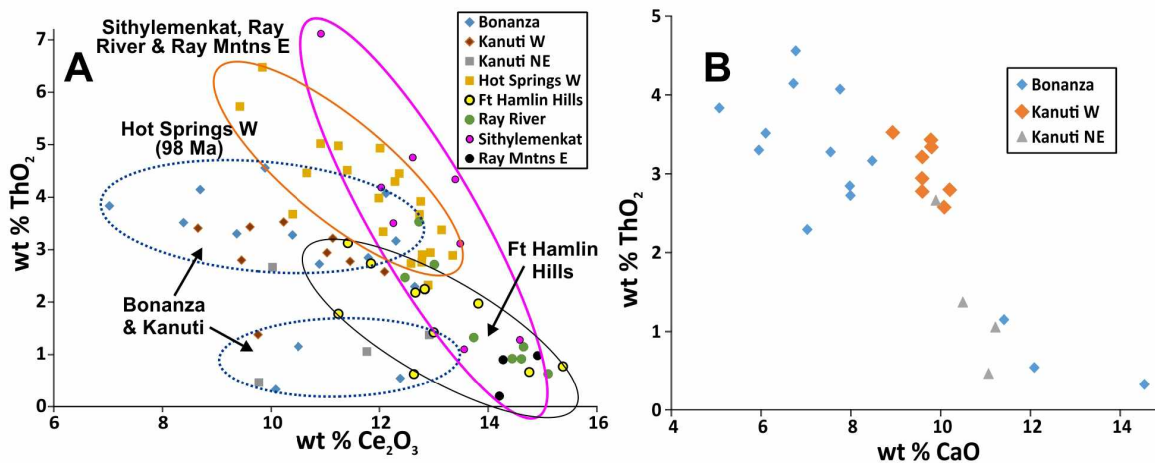 Sithylemenkat, Ray
River & Ray Mntns E
A
Hot Springs W
(98 Ma)
Bonanza
Kanuti W
Kanuti NE
Hot Springs W
Ft Hamlin Hills
Ray River
Sithylemenkat
Ray Mntns E
Ft Hamlin
Hills
Bonanza
& Kanuti
wt % ThO₂
7
6
5
4
3
2
1
0
6 8 10 12 14 16
wt % Ce₂O₃
B
Bonanza
Kanuti W
Kanuti NE
wt % ThO₂
5
4
3
2
1
0
4 6 8 10 12 14
wt % CaO